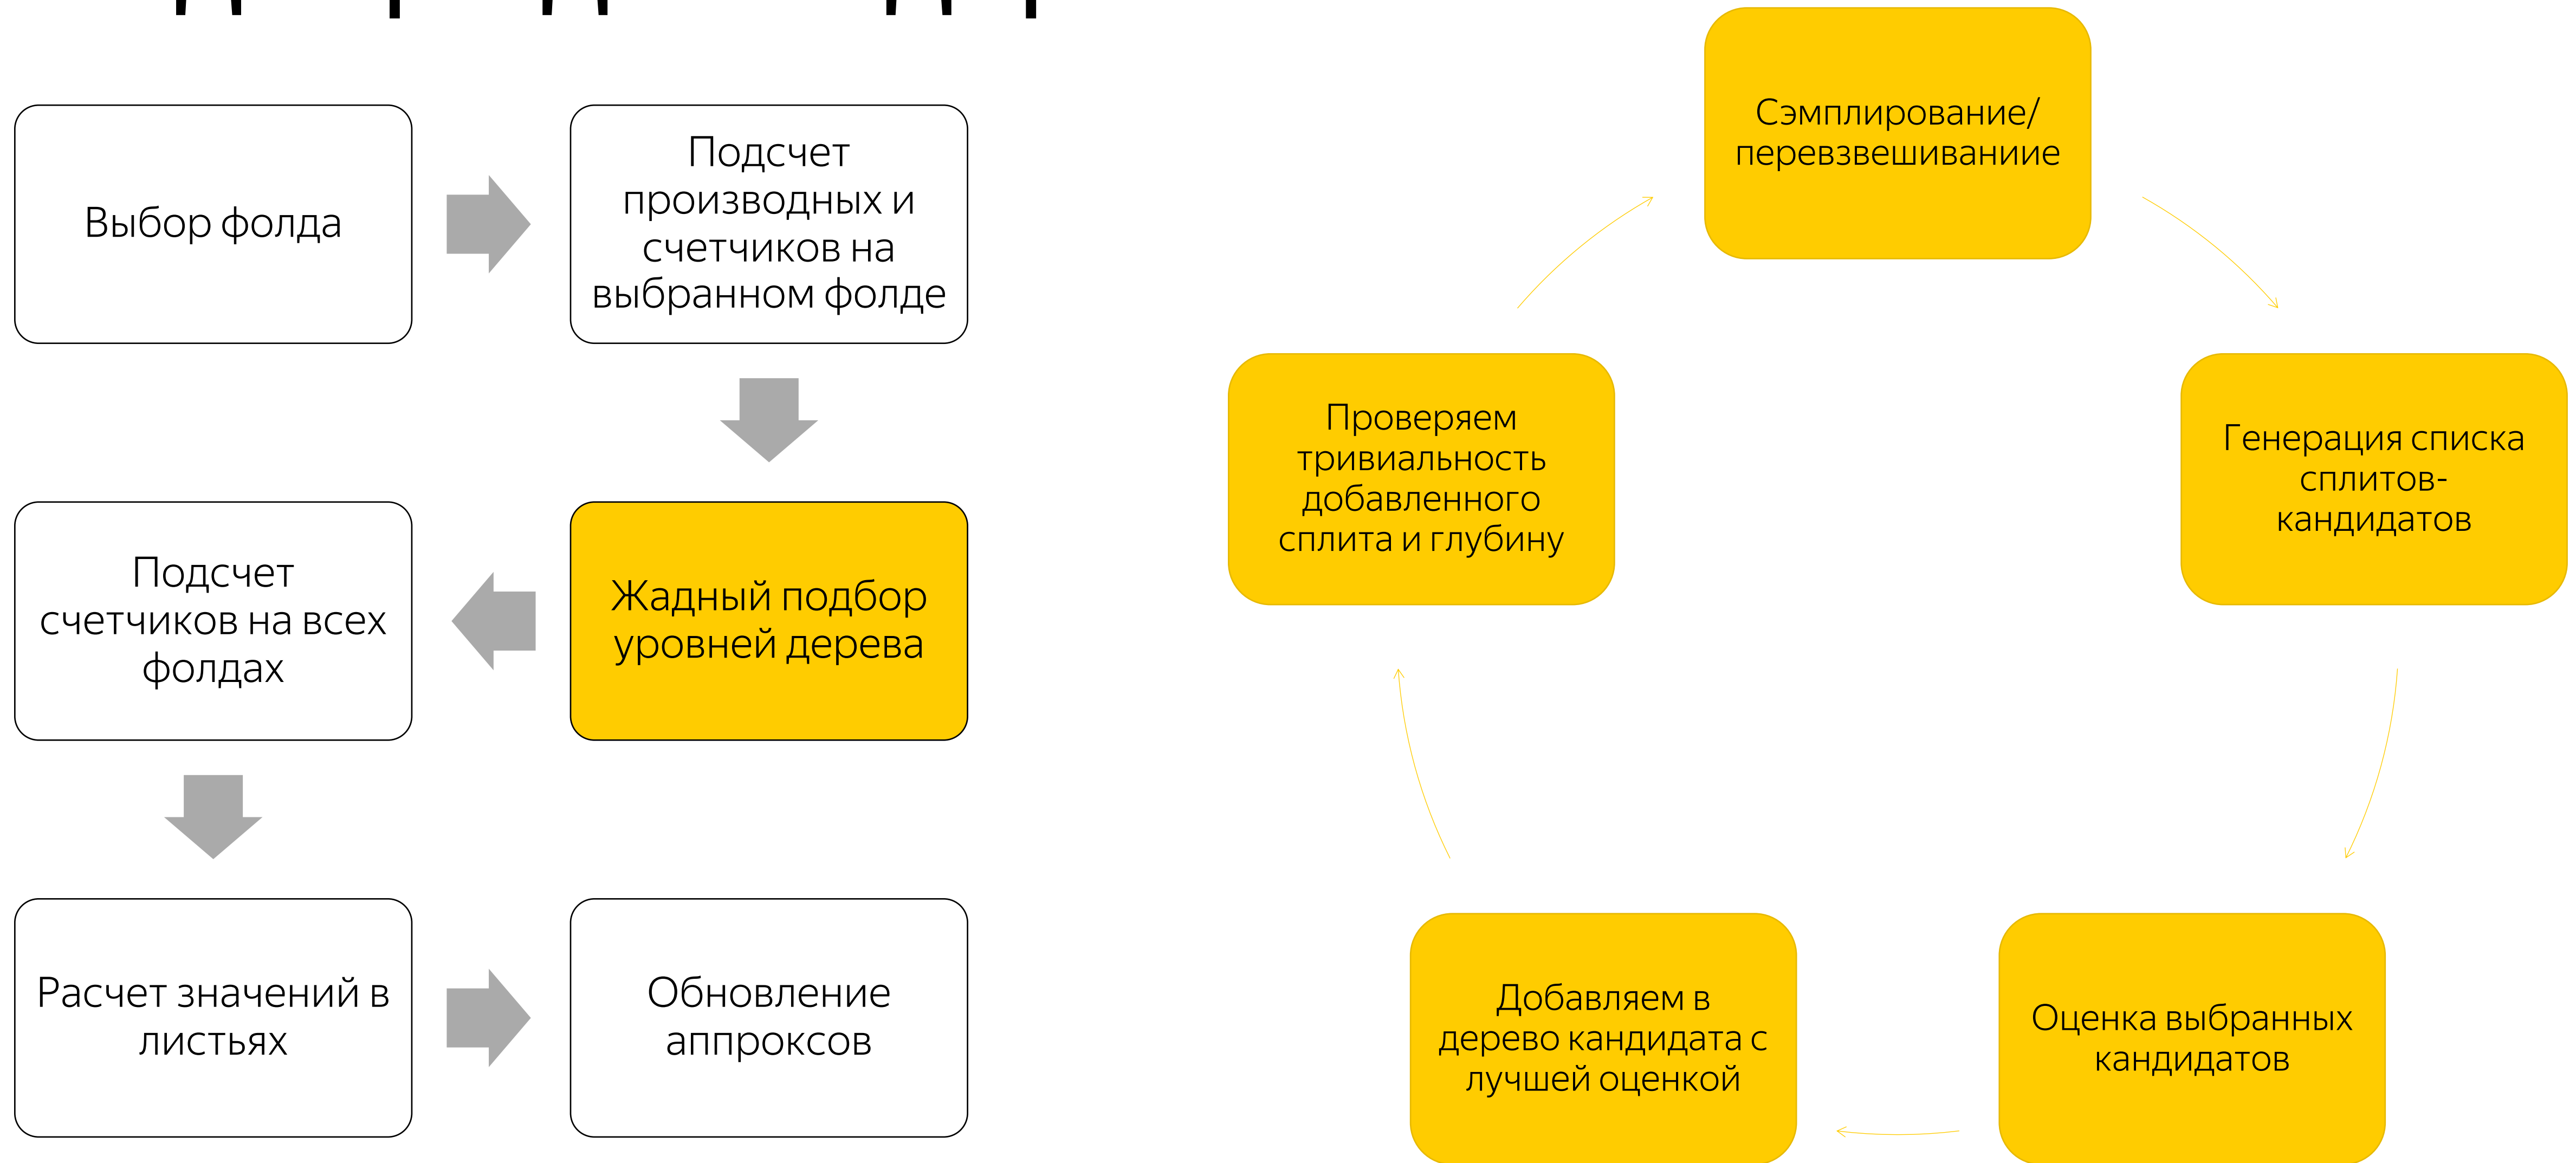 Выбор фолда
Подсчет
производных и
счетчиков на
выбранном фолде
Подсчет
счетчиков на всех
фолдах
Жадный подбор
уровней дерева
Расчет значений в
листьях
Обновление
аппроксов
Сэмплирование/
перевзвешиваниие
Генерация списка
сплитов-
кандидатов
Оценка выбранных
кандидатов
Добавляем в
дерево кандидата с
лучшей оценкой
Проверяем
тривиальность
добавленного
сплита и глубину